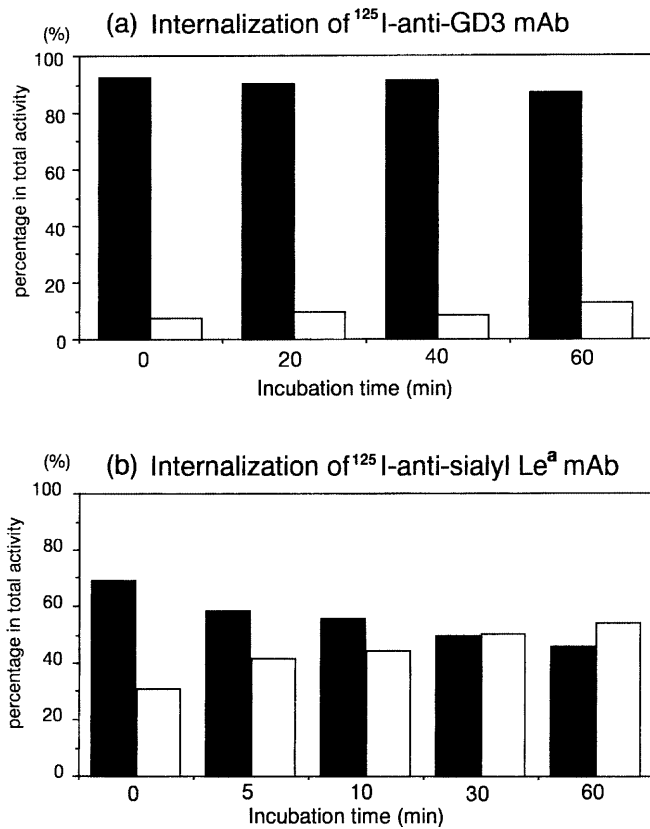 (a) Internalization of ¹²⁵I-anti-GD3 mAb
(%)
percentage in total activity
100
80
60
40
20
0
0 20 40 60
Incubation time (min)
(b) Internalization of ¹²⁵I-anti-sialyl Leᵃ mAb
(%)
percentage in total activity
100
80
60
40
20
0
0 5 10 30 60
Incubation time (min)